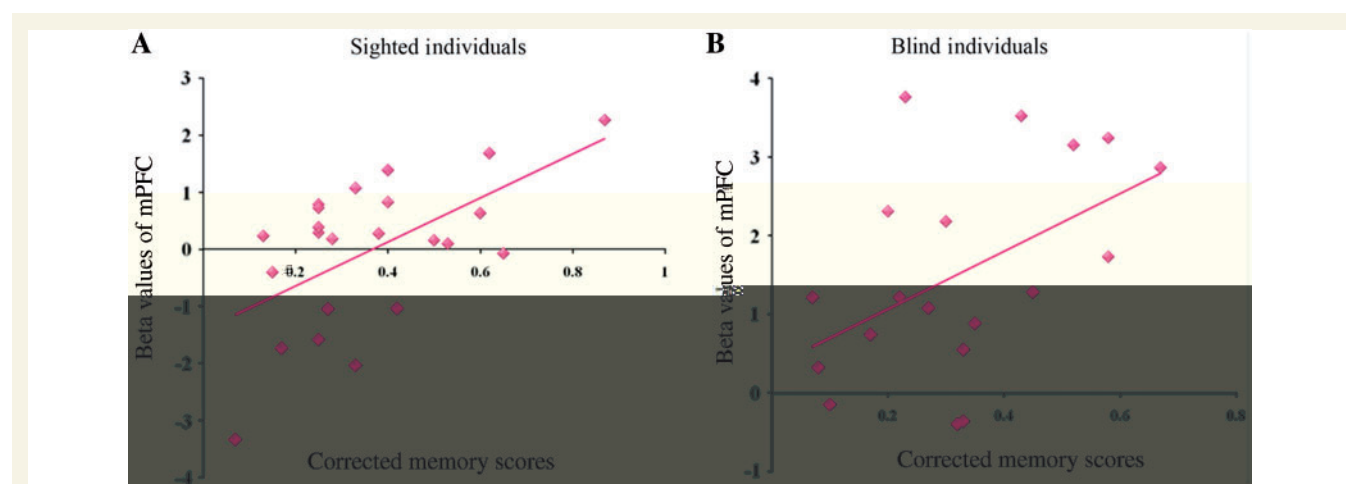 A
Sighted individuals
3
2
1
0
-1
-2
-3
-4
0.2
0.4
0.6
0.8
1
Beta values of mPFC
Corrected memory scores
B
Blind individuals
4
3
2
1
0
-1
0.2
0.4
0.6
0.8
Beta values of mPFC
Corrected memory scores